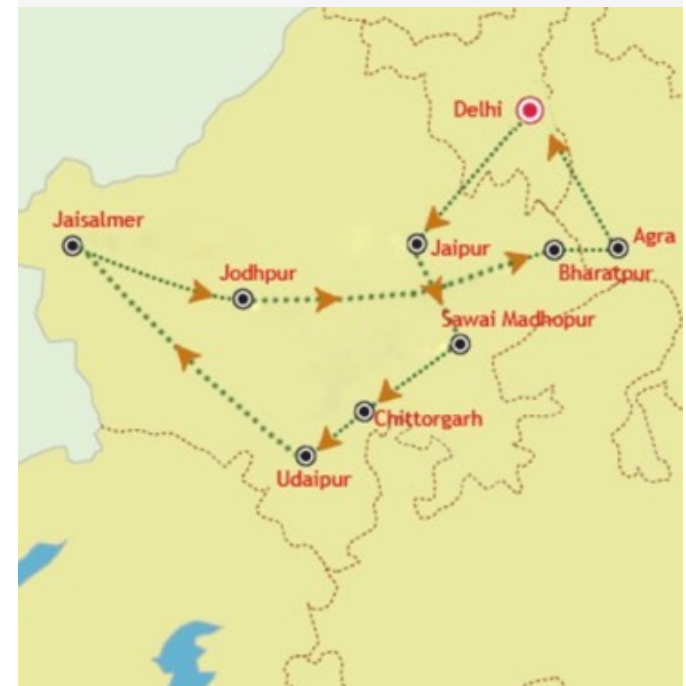 Delhi
Jaisalmer
Jaipur
Agra
Jodhpur
Bharatpur
Sawai Madhopur
Chittorgarh
Udaipur